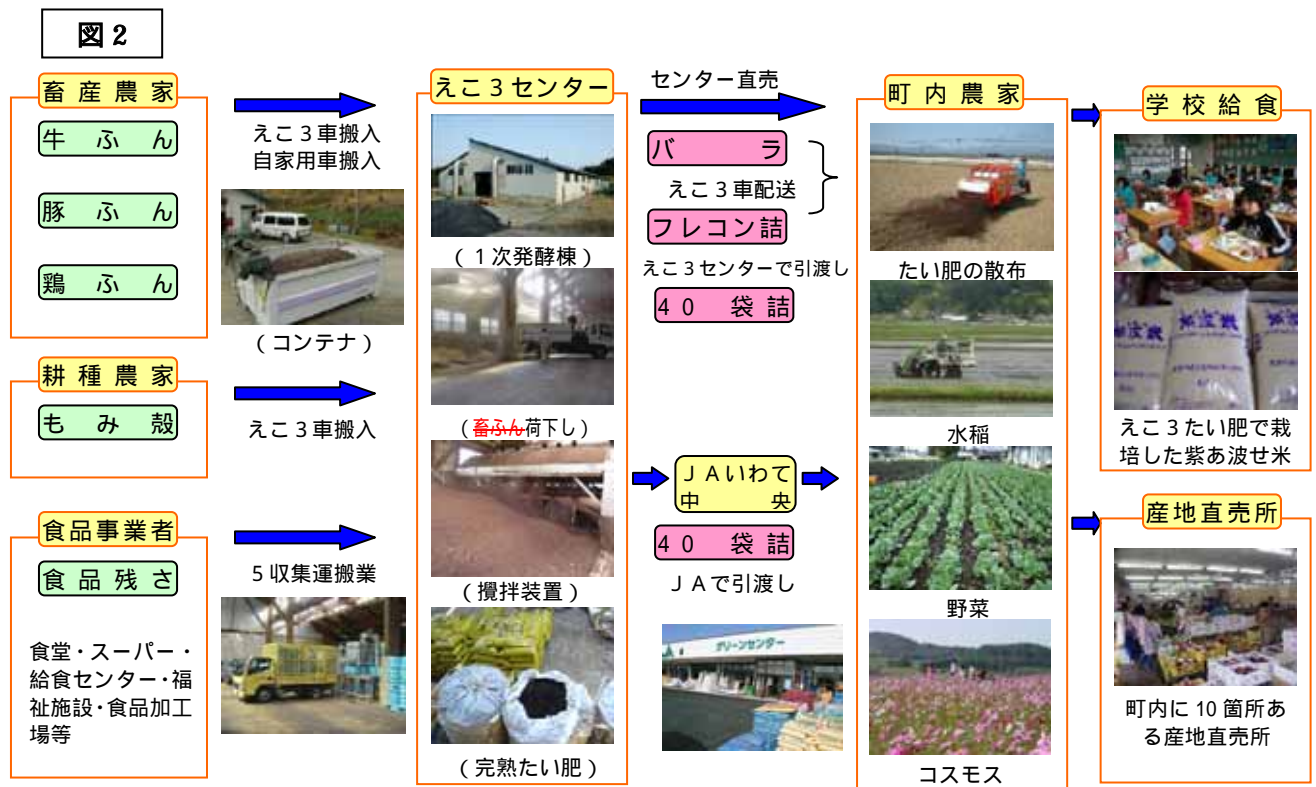 図2
畜産農家
牛ふん
豚ふん
鶏ふん
えこ3車搬入
自家用車搬入
(コンテナ)
耕種農家
もみ殻
えこ3車搬入
食品事業者
食品残さ
5収集運搬業
食堂・スーパー・
給食センター・福
祉施設・食品加工
場等
えこ3センター
(1次発酵棟)
(畜ふん荷下し)
(攪拌装置)
(完熟たい肥)
センター直売
バラ
えこ3車配送
フレコン詰
えこ3センターで引渡し
40 袋詰
JAいわて
中央
40 袋詰
JAで引渡し
グリーンセンター
町内農家
たい肥の散布
水稲
野菜
コスモス
学校給食
えこ3たい肥で栽
培した紫あ波せ米
産地直売所
町内に10箇所あ
る産地直売所